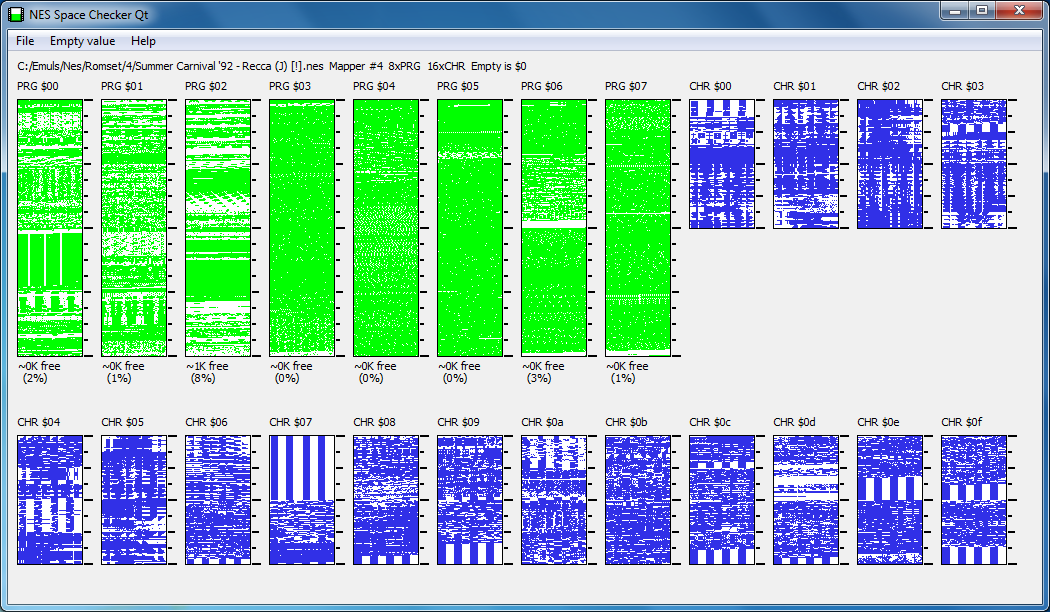 NES Space Checker Qt
File Empty value Help
C:/Emuls/Nes/Romset/4/Summer Carnival '92 - Recca (J) [!].nes Mapper #4 8xPRG 16xCHR Empty is $0
PRG $00 PRG $01 PRG $02 PRG $03 PRG $04 PRG $05 PRG $06 PRG $07 CHR $00 CHR $01 CHR $02 CHR $03
~0K free ~0K free ~1K free ~0K free ~0K free ~0K free ~0K free ~0K free
(2%) (1%) (8%) (0%) (0%) (0%) (3%) (1%)
CHR $04 CHR $05 CHR $06 CHR $07 CHR $08 CHR $09 CHR $0a CHR $0b CHR $0c CHR $0d CHR $0e CHR $0f